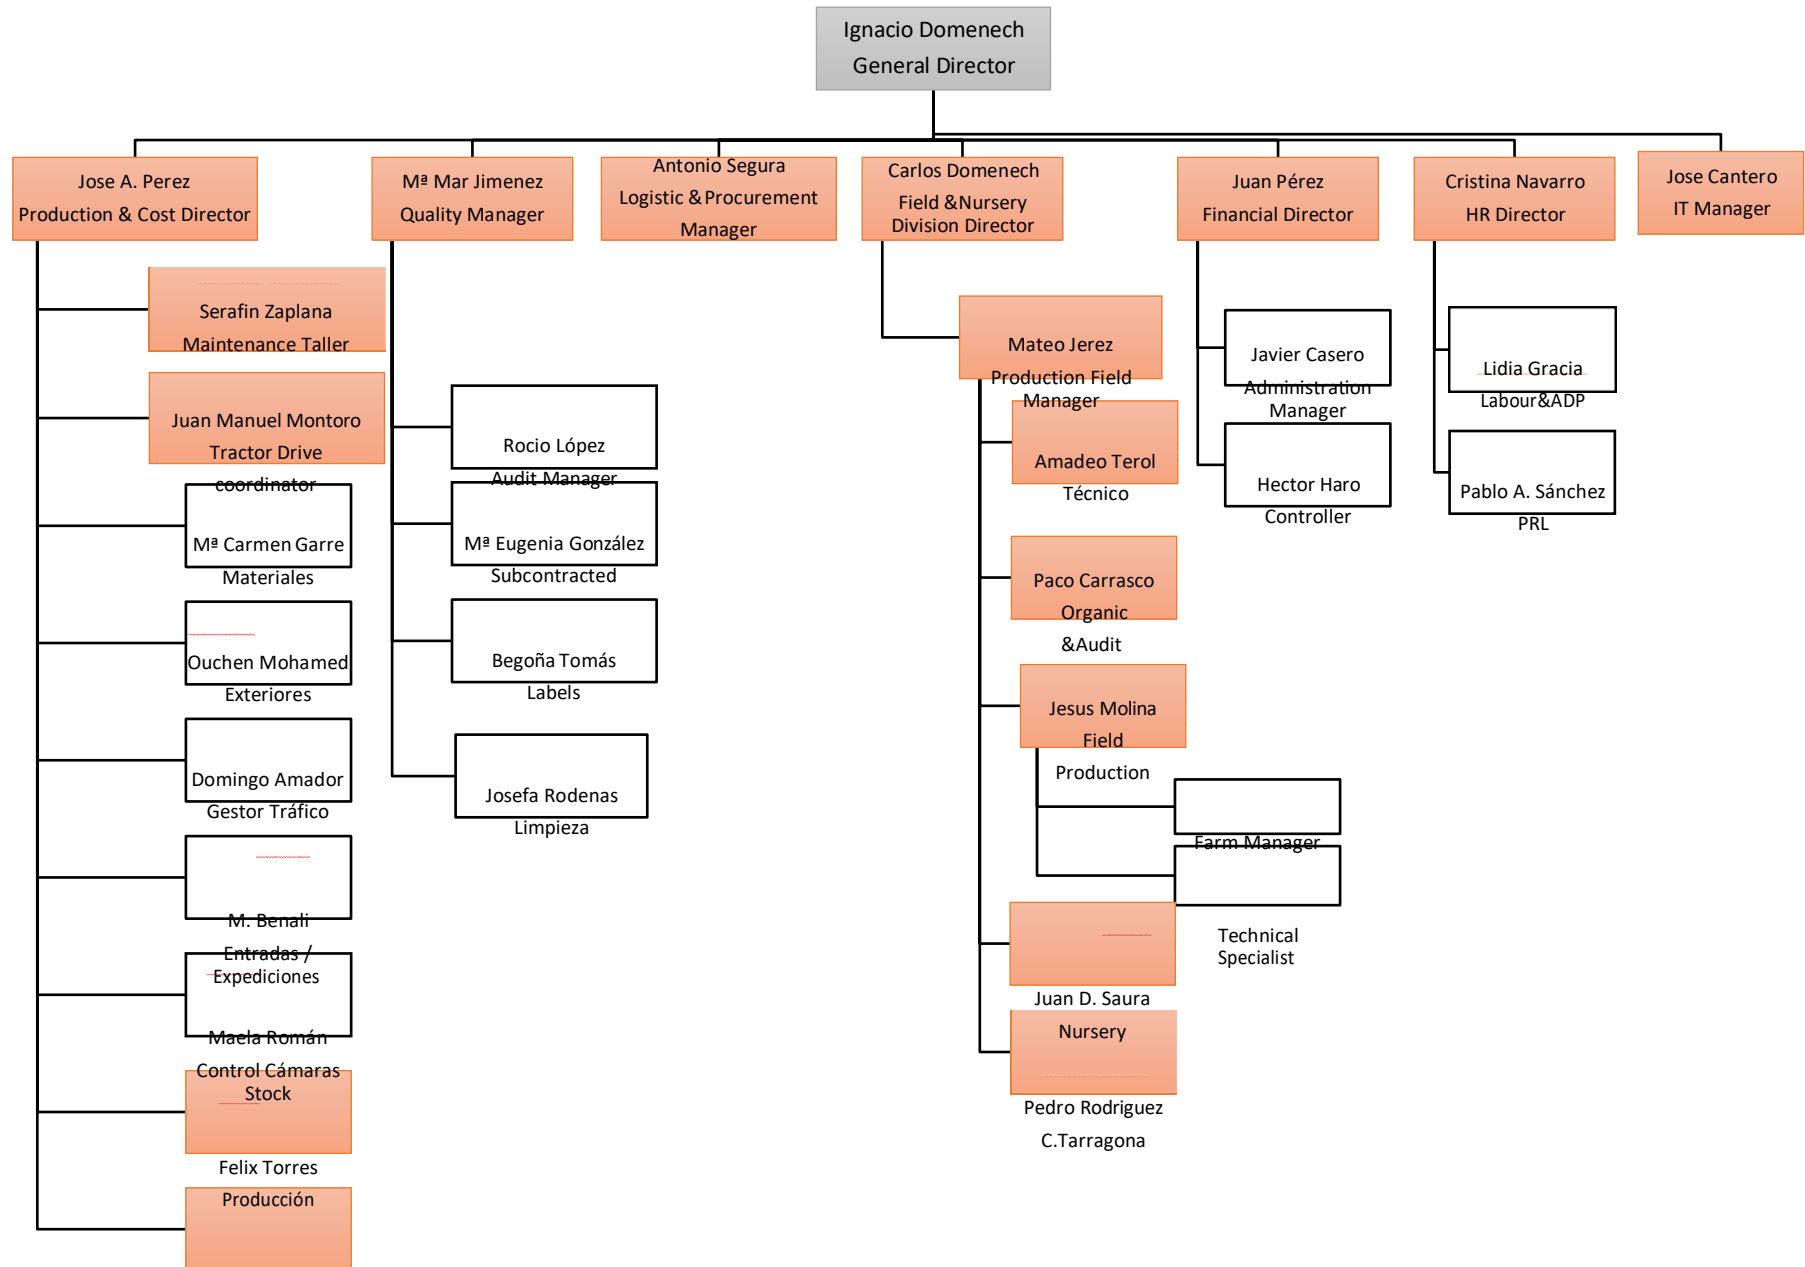 Ignacio Domenech
General Director
Jose A. Perez
Production & Cost Director
Mª Mar Jimenez
Quality Manager
Antonio Segura
Logistic & Procurement
Manager
Carlos Domenech
Field &Nursery
Division Director
Juan Pérez
Financial Director
Cristina Navarro
HR Director
Jose Cantero
IT Manager
Serafin Zaplana
Maintenance Taller
Juan Manuel Montoro
Tractor Drive
coordinator
Mª Carmen Garre
Materiales
Ouchen Mohamed
Exteriores
Domingo Amador
Gestor Tráfico
M. Benali
Entradas /
Expediciones
Maela Román
Control Cámaras
Stock
Felix Torres
Producción
Rocio López
Audit Manager
Mª Eugenia González
Subcontracted
Begoña Tomás
Labels
Josefa Rodenas
Limpieza
Mateo Jerez
Production Field
Manager
Amadeo Terol
Técnico
Paco Carrasco
Organic
&Audit
Jesus Molina
Field
Production
Farm Manager
Technical
Specialist
Juan D. Saura
Nursery
Pedro Rodriguez
C.Tarragona
Javier Casero
Administration
Manager
Hector Haro
Controller
Lidia Gracia
Labour&ADP
Pablo A. Sánchez
PRL